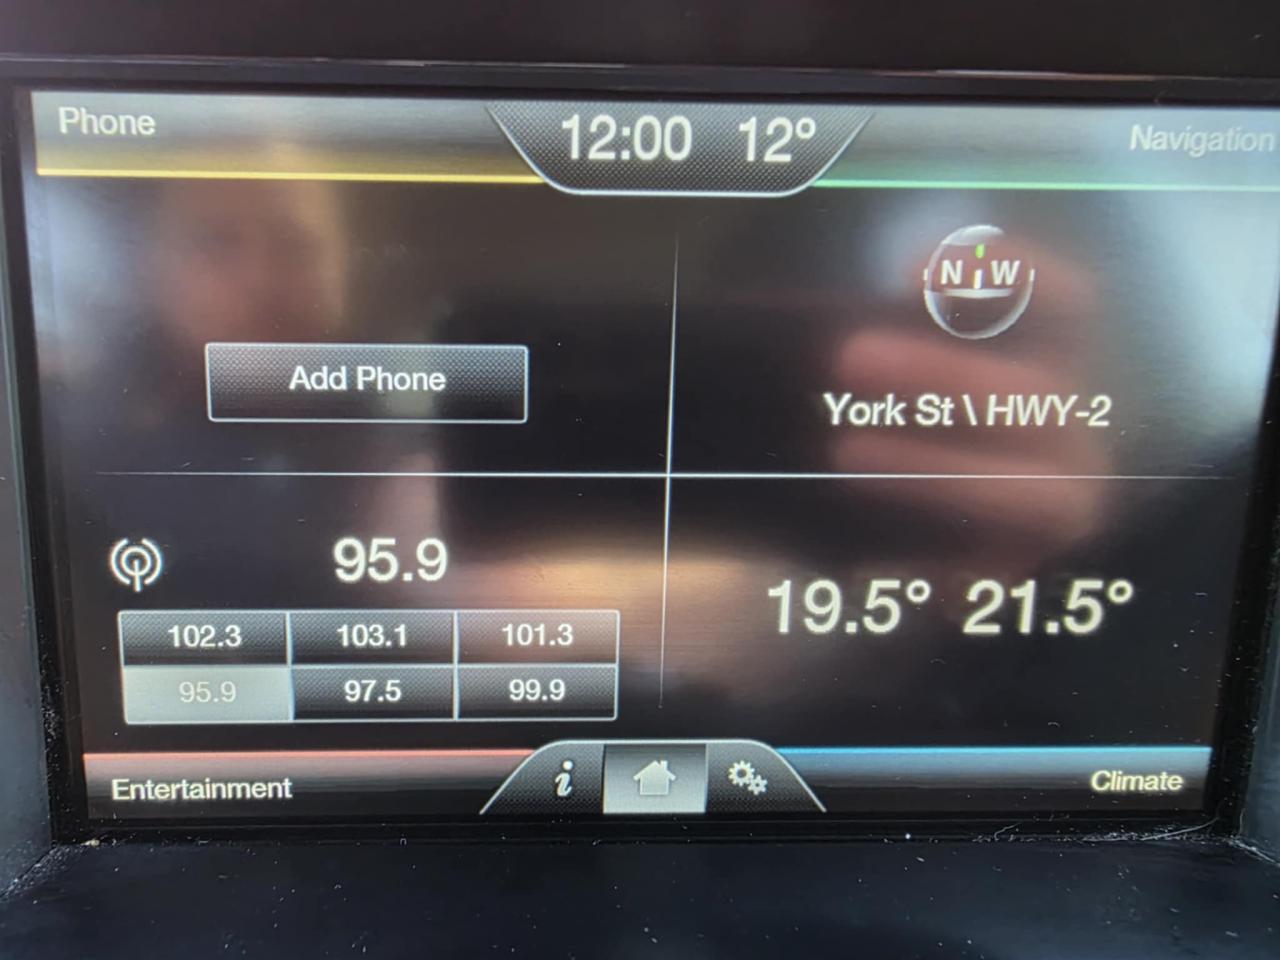 Phone
12:00 12°
Navigation
N W
Add Phone
York St \ HWY-2
95.9
102.3 103.1 101.3
95.9 97.5 99.9
19.5° 21.5°
Entertainment
i
Climate